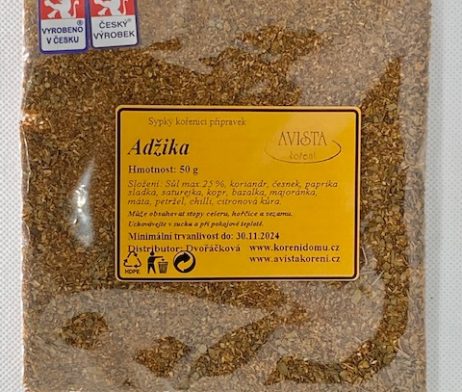 VYROBENO
V ČESKU
ČESKÝ
VÝROBEK
Sypký kořenící přípravek
AVISTA
koření
Adžika
Hmotnost: 50 g
Složení: Sůl max.25 %, koriandr, česnek, paprika
sladká, saturejka, kopr, bazalka, majoránka,
máta, petržel, chilli, citronová kůra,
Může obsahovat stopy celeru, hořčice a sezamu.
Uchovávejte v suchu a při pokojové teplotě.
Minimální trvanlivost do: 30.11.2024
Distributor: Dvořáčková www.korenidomu.cz
www.avistakoreni.cz
HDPE